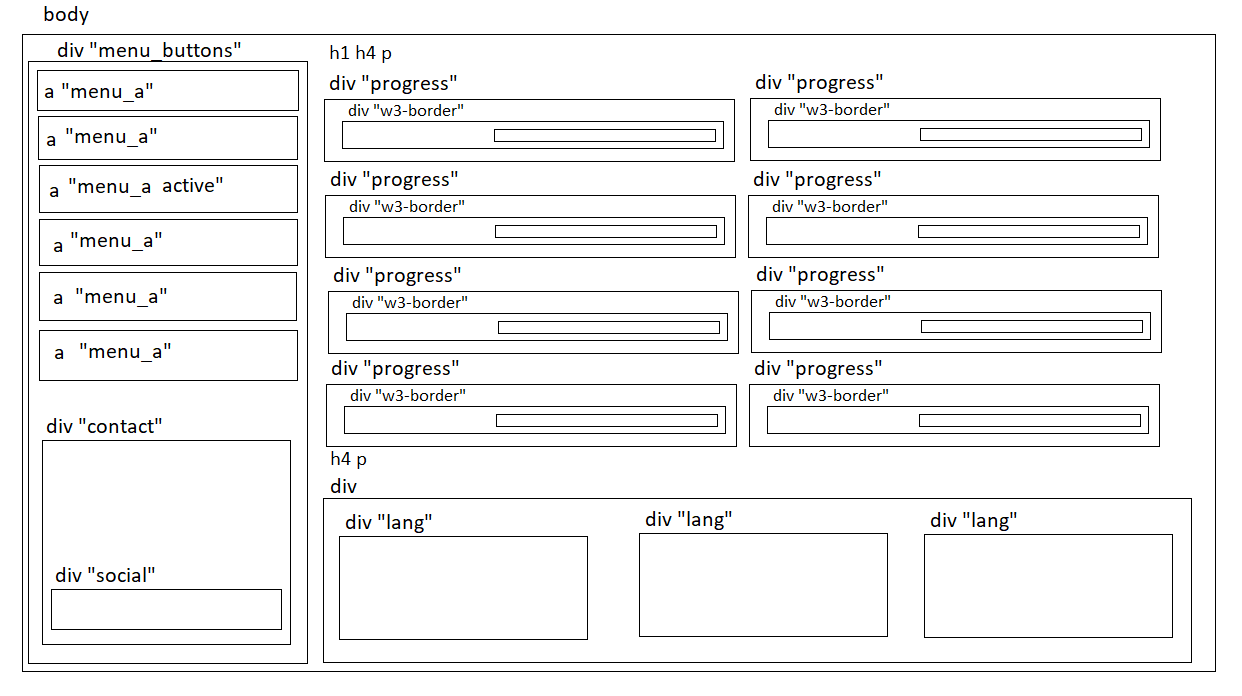 body
div "menu_buttons"
a "menu_a"
a "menu_a"
a "menu_a active"
a "menu_a"
a "menu_a"
a "menu_a"
div "contact"
div "social"
h1 h4 p
div "progress"
div "w3-border"
div "progress"
div "w3-border"
div "progress"
div "w3-border"
div "progress"
div "w3-border"
div "progress"
div "w3-border"
div "progress"
div "w3-border"
div "progress"
div "w3-border"
div "progress"
div "w3-border"
h4 p
div
div "lang"
div "lang"
div "lang"